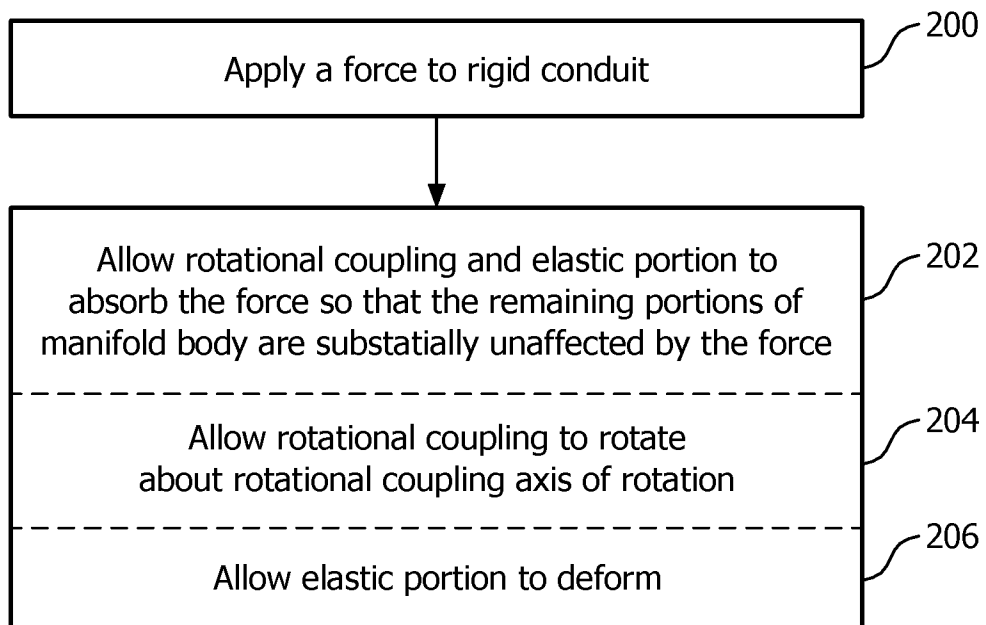 200
Apply a force to rigid conduit
202
Allow rotational coupling and elastic portion to
absorb the force so that the remaining portions of
manifold body are substatially unaffected by the force
204
Allow rotational coupling to rotate
about rotational coupling axis of rotation
206
Allow elastic portion to deform